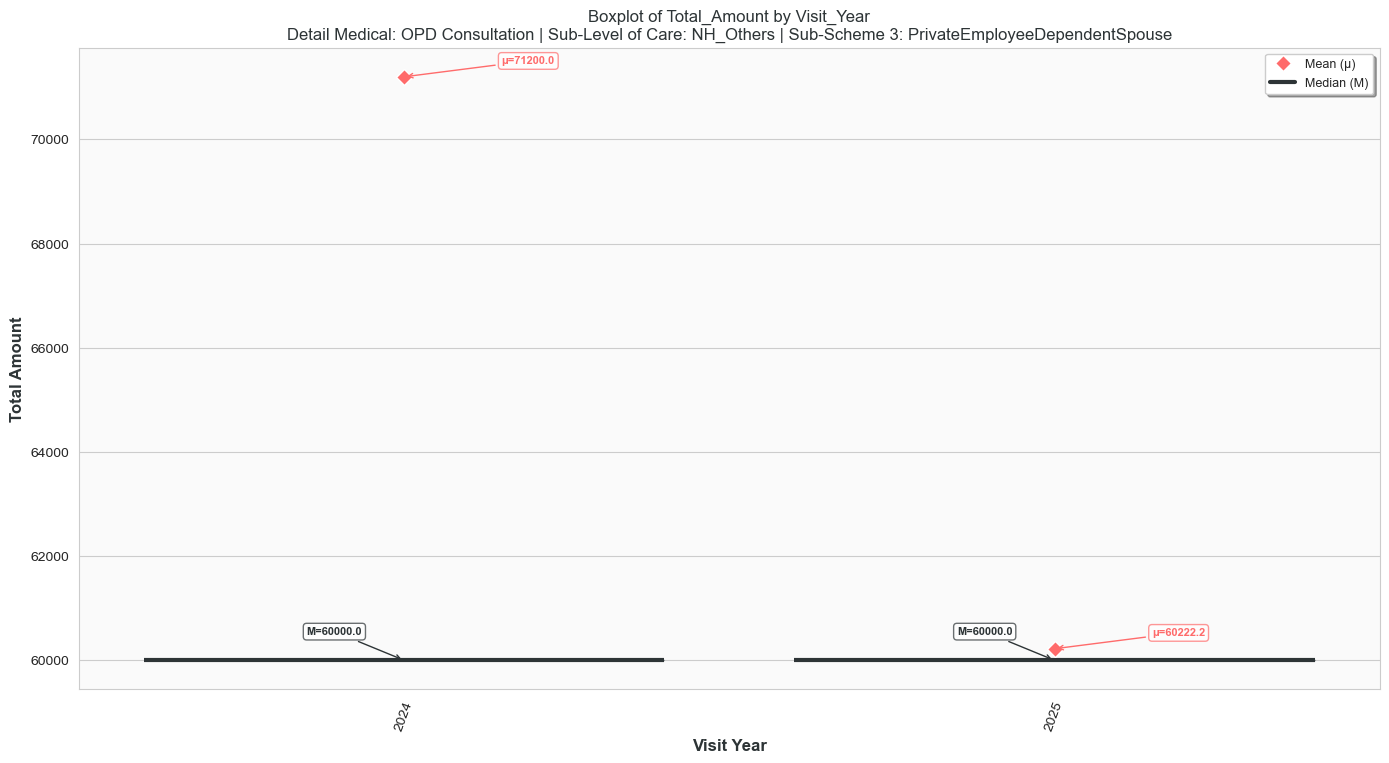 Boxplot of Total_Amount by Visit_Year
Detail Medical: OPD Consultation | Sub-Level of Care: NH_Others | Sub-Scheme 3: PrivateEmployeeDependentSpouse
μ=71200.0
Mean (μ)
Median (M)
70000
68000
66000
64000
62000
60000
Total Amount
M=60000.0
M=60000.0
μ=60222.2
2024
2025
Visit Year